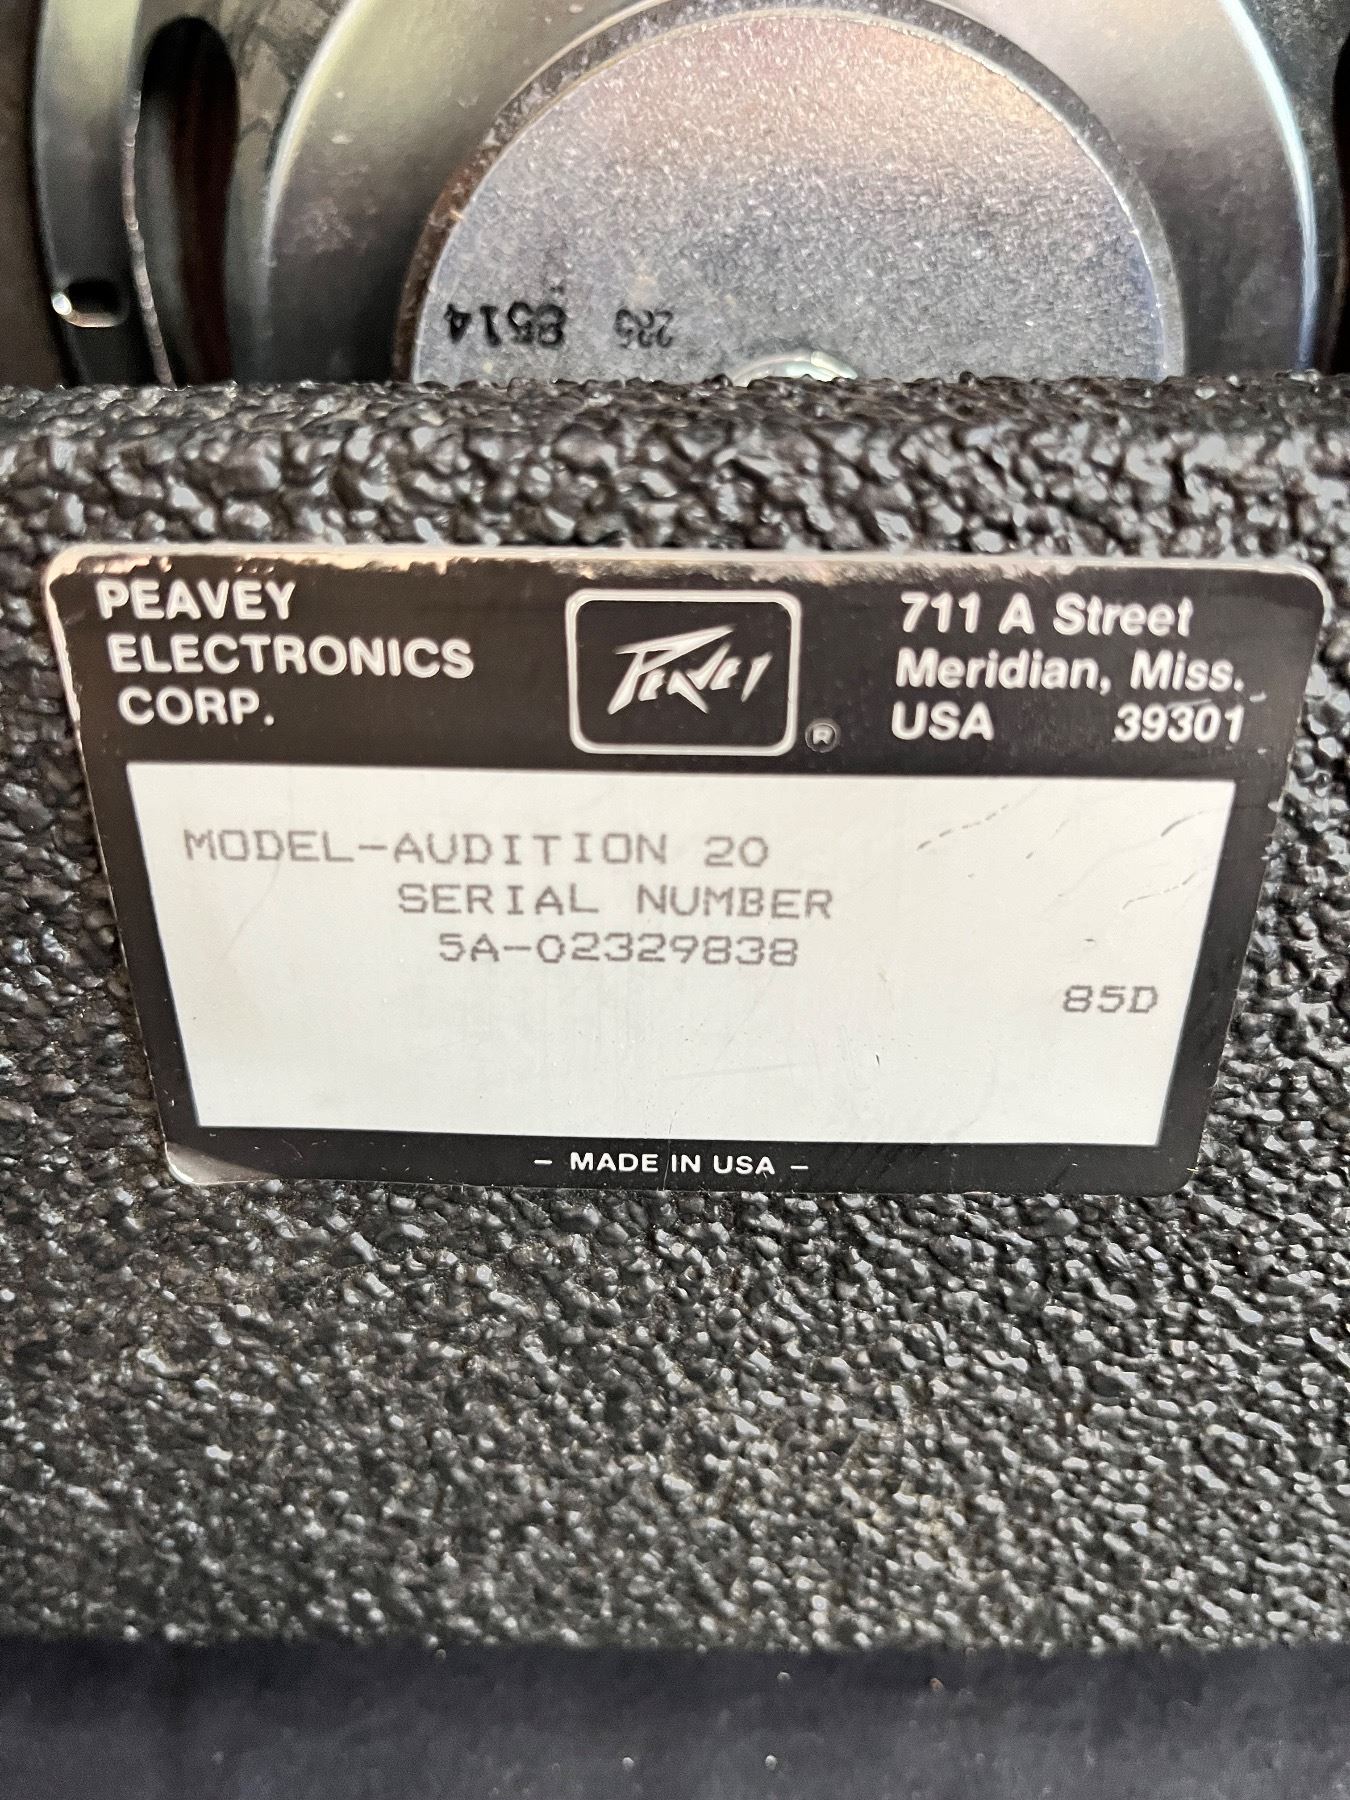 285 8514
PEAVEY
ELECTRONICS
CORP.
PEAVEY
®
711 A Street
Meridian, Miss.
USA 39301
MODEL-AUDITION 20
SERIAL NUMBER
5A-02329838
85D
– MADE IN USA –